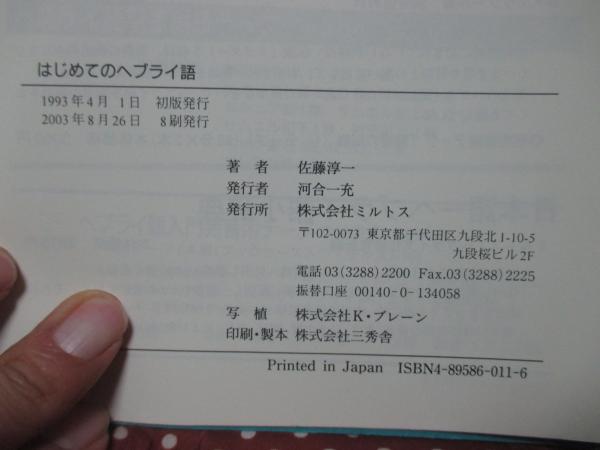 はじめてのヘブライ語
1993年4月 1日 初版発行
2003年8月26日 8刷発行
著者 佐藤淳一
発行者 河合一充
発行所 株式会社ミルトス
〒102-0073 東京都千代田区九段北1-10-5
九段桜ビル2F
電話03(3288)2200 Fax.03(3288)2225
振替口座 00140-0-134058
写植 株式会社K・ブレーン
印刷・製本 株式会社三秀舎
Printed in Japan ISBN4-89586-011-6